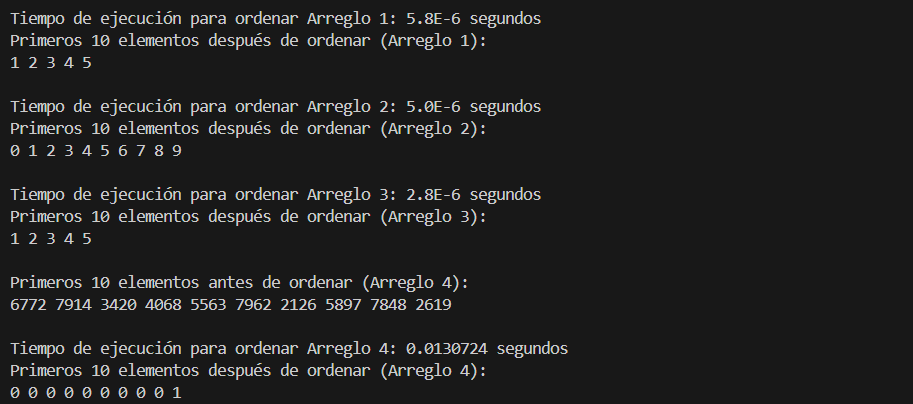 Tiempo de ejecución para ordenar Arreglo 1: 5.8E-6 segundos
Primeros 10 elementos después de ordenar (Arreglo 1):
1 2 3 4 5
Tiempo de ejecución para ordenar Arreglo 2: 5.0E-6 segundos
Primeros 10 elementos después de ordenar (Arreglo 2):
0 1 2 3 4 5 6 7 8 9
Tiempo de ejecución para ordenar Arreglo 3: 2.8E-6 segundos
Primeros 10 elementos después de ordenar (Arreglo 3):
1 2 3 4 5
Primeros 10 elementos antes de ordenar (Arreglo 4):
6772 7914 3420 4068 5563 7962 2126 5897 7848 2619
Tiempo de ejecución para ordenar Arreglo 4: 0.0130724 segundos
Primeros 10 elementos después de ordenar (Arreglo 4):
0 0 0 0 0 0 0 0 0 1